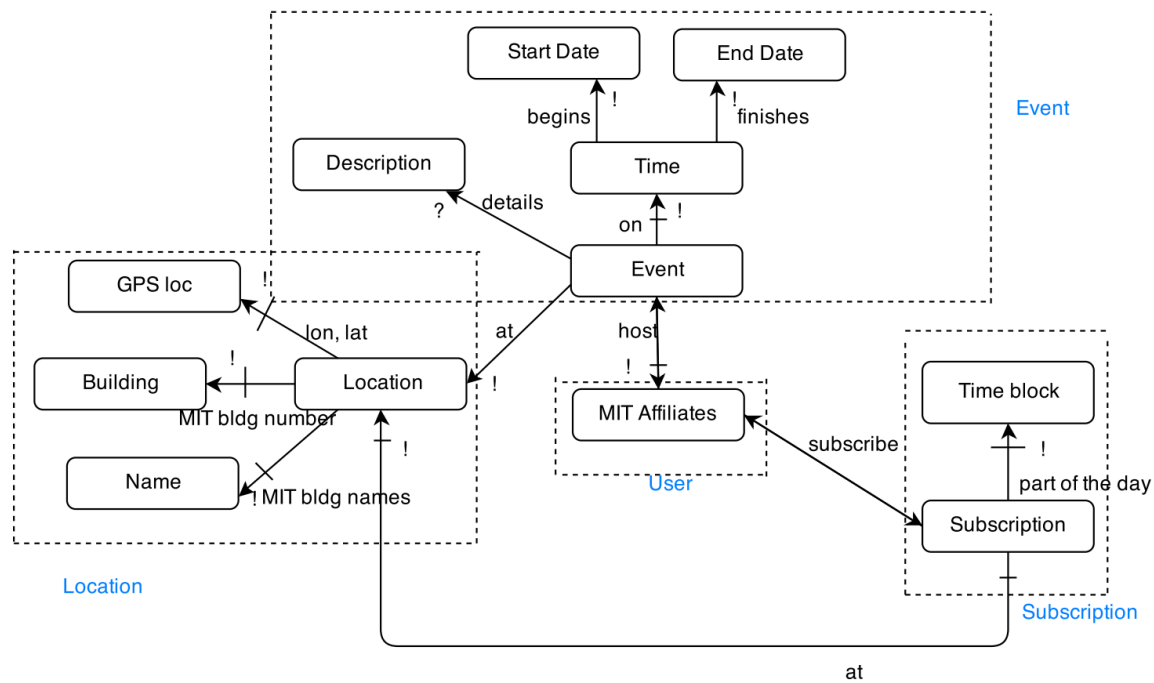 Start Date
End Date
!
!
begins
finishes
Event
Description
Time
details
?
!
on
Event
GPS loc
!
lon, lat
at
host
!
!
!
Building
Location
MIT bldg number
MIT Affiliates
Time block
!
subscribe
!
Name
!
MIT bldg names
User
part of the day
Subscription
Location
Subscription
at